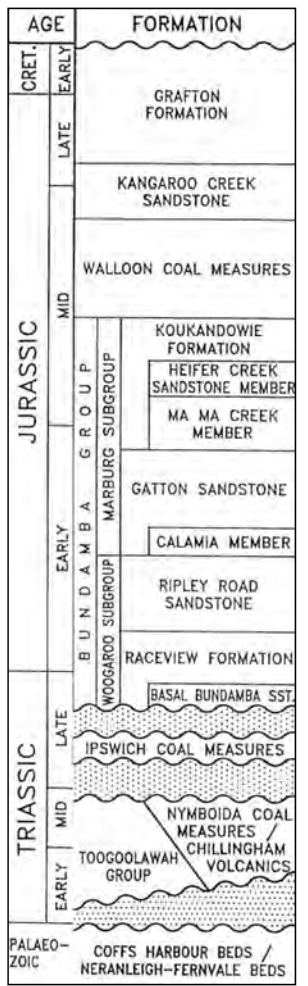 AGE
FORMATION
CRET.
EARLY
GRAFTON
FORMATION
JURASSIC
LATE
KANGAROO CREEK
SANDSTONE
MID
WALLOON COAL MEASURES
BUNDAMBA GROUP
MARBURG SUBGROUP
KOUKANDOWIE
FORMATION
HEIFER CREEK
SANDSTONE MEMBER
MA MA CREEK
MEMBER
EARLY
GATTON SANDSTONE
CALAMIA MEMBER
WOOGAROO SUBGROUP
RIPLEY ROAD
SANDSTONE
RACEVIEW FORMATION
BASAL BUNDAMBA SST.
TRIASSIC
LATE
IPSWICH COAL MEASURES
MID
NYMBOIDA COAL
MEASURES /
CHILLINGHAM
VOLCANICS
TOOGOOLAWAH
GROUP
EARLY
PALAEO-
ZOIC
COFFS HARBOUR BEDS /
NERANLEIGH-FERNVALE BEDS